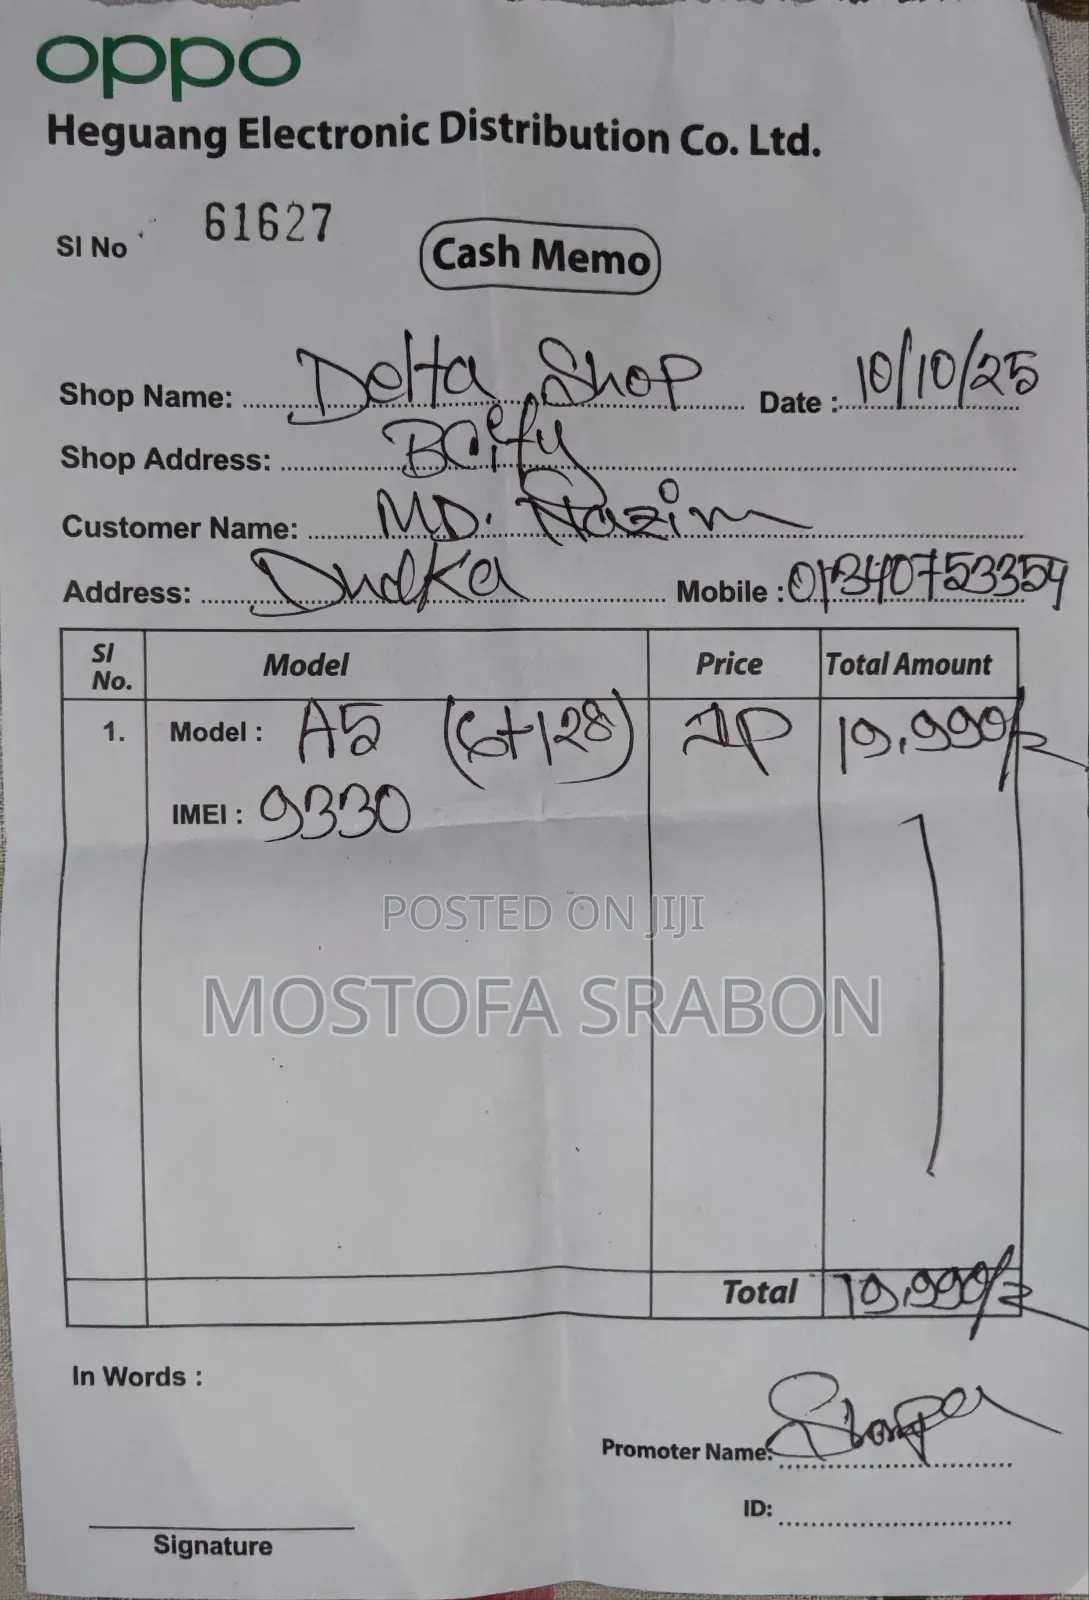 oppo
Heguang Electronic Distribution Co. Ltd.
Sl No 61627
Cash Memo
Shop Name: Delta Shop Date : 10/10/25
Shop Address: BCity
Customer Name: MD. Nazim
Address: Dhaka Mobile : 01340753359
Sl No. Model Price Total Amount
1. Model : A5 (6+128) 1P 19,990/=
IMEI : 9330
POSTED ON JIJI
MOSTOFA SRABON
Total 19,990/=
In Words :
Promoter Name:
ID:
Signature